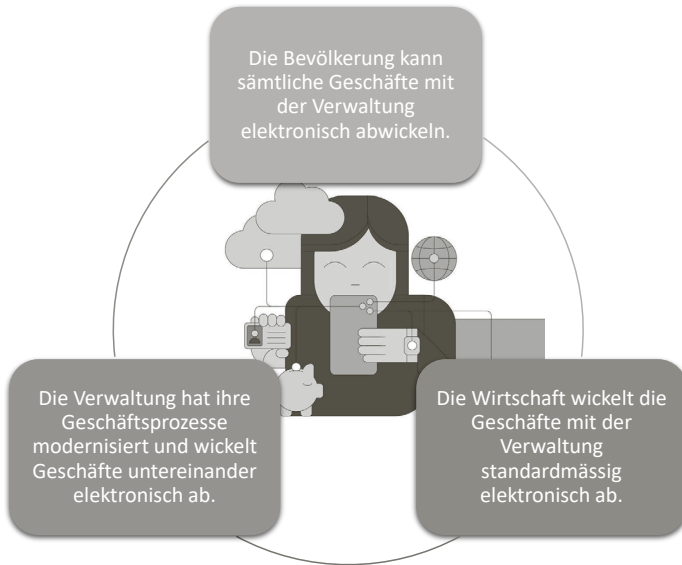 Die Bevölkerung kann
sämtliche Geschäfte mit
der Verwaltung
elektronisch abwickeln.
Die Verwaltung hat ihre
Geschäftsprozesse
modernisiert und wickelt
Geschäfte untereinander
elektronisch ab.
Die Wirtschaft wickelt die
Geschäfte mit der
Verwaltung
standardmässig
elektronisch ab.